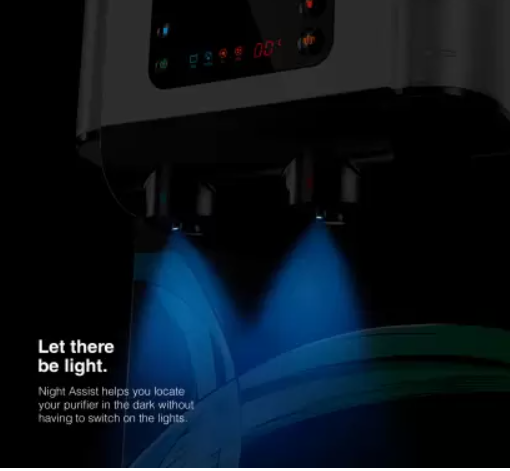 Let there
be light.
Night Assist helps you locate
your purifier in the dark without
having to switch on the lights.